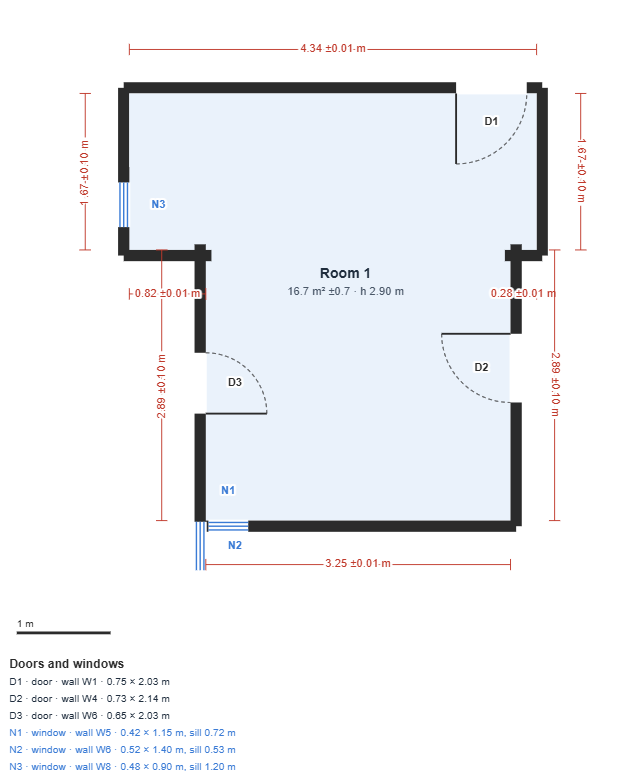 4.34 ±0.01 m
D1
1.67 ±0.10 m
1.67 ±0.10 m
N3
Room 1
16.7 m² ±0.7 · h 2.90 m
0.82 ±0.01 m
0.28 ±0.01 m
D2
D3
2.89 ±0.10 m
2.89 ±0.10 m
N1
N2
3.25 ±0.01 m
1 m
Doors and windows
D1 · door · wall W1 · 0.75 × 2.03 m
D2 · door · wall W4 · 0.73 × 2.14 m
D3 · door · wall W6 · 0.65 × 2.03 m
N1 · window · wall W5 · 0.42 × 1.15 m, sill 0.72 m
N2 · window · wall W6 · 0.52 × 1.40 m, sill 0.53 m
N3 · window · wall W8 · 0.48 × 0.90 m, sill 1.20 m